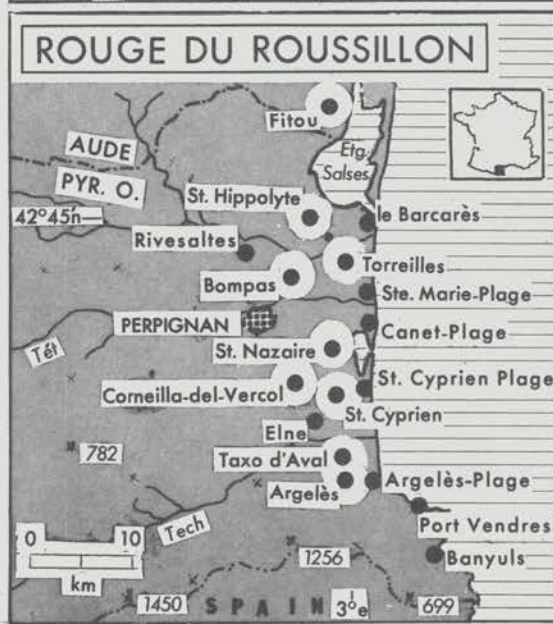 ROUGE DU ROUSSILLON
Fitou
AUDE
Etg.
Salses
PYR. O.
St. Hippolyte
42°45'n
le Barcarès
Rivesaltes
Torreilles
Bompas
Ste. Marie-Plage
PERPIGNAN
Canet-Plage
Têt
St. Nazaire
St. Cyprien Plage
Corneilla-del-Vercol
St. Cyprien
Elne
782
Taxo d'Aval
Argelès
Argelès-Plage
Tech
Port Vendres
0 10
km
1256
Banyuls
1450
SPAIN
3°e
699